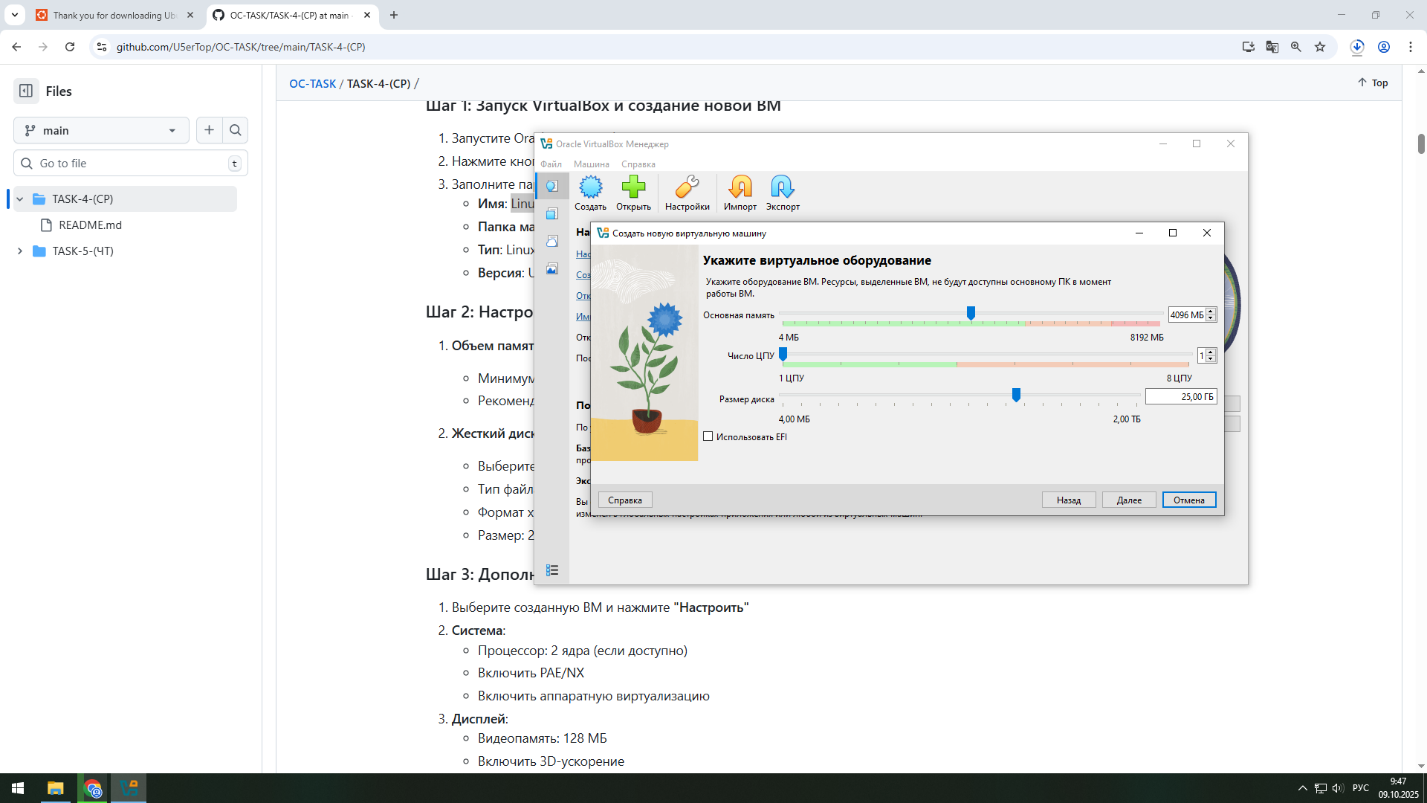 Thank you for downloading Ub
OC-TASK/TASK-4-(CP) at main
github.com/U5erTop/OC-TASK/tree/main/TASK-4-(CP)
Files
main
Go to file
t
TASK-4-(CP)
README.md
TASK-5-(ЧТ)
OC-TASK / TASK-4-(CP) /
Top
Шаг 1: Запуск VirtualBox и создание новой ВМ
1. Запустите Ora
2. Нажмите кно
3. Заполните па
Имя: Linu
Папка ма
Тип: Linux
Версия: U
Шаг 2: Настро
1. Объем памят
Минимум
Рекоменд
2. Жесткий диск
Выберите
Тип файл
Формат х
Размер: 2
Шаг 3: Дополн
1. Выберите созданную ВМ и нажмите "Настроить"
2. Система:
Процессор: 2 ядра (если доступно)
Включить PAE/NX
Включить аппаратную виртуализацию
3. Дисплей:
Видеопамять: 128 МБ
Включить 3D-ускорение
Oracle VirtualBox Менеджер
Файл Машина Справка
Создать Открыть Настройки Импорт Экспорт
Создать новую виртуальную машину
Укажите виртуальное оборудование
Укажите оборудование ВМ. Ресурсы, выделенные ВМ, не будут доступны основному ПК в момент
работы ВМ.
Основная память 4096 МБ
4 МБ 8192 МБ
Число ЦПУ 1
1 ЦПУ 8 ЦПУ
Размер диска 25,00 ГБ
4,00 МБ 2,00 ТБ
Использовать EFI
Справка Назад Далее Отмена
РУС
9:47
09.10.2025